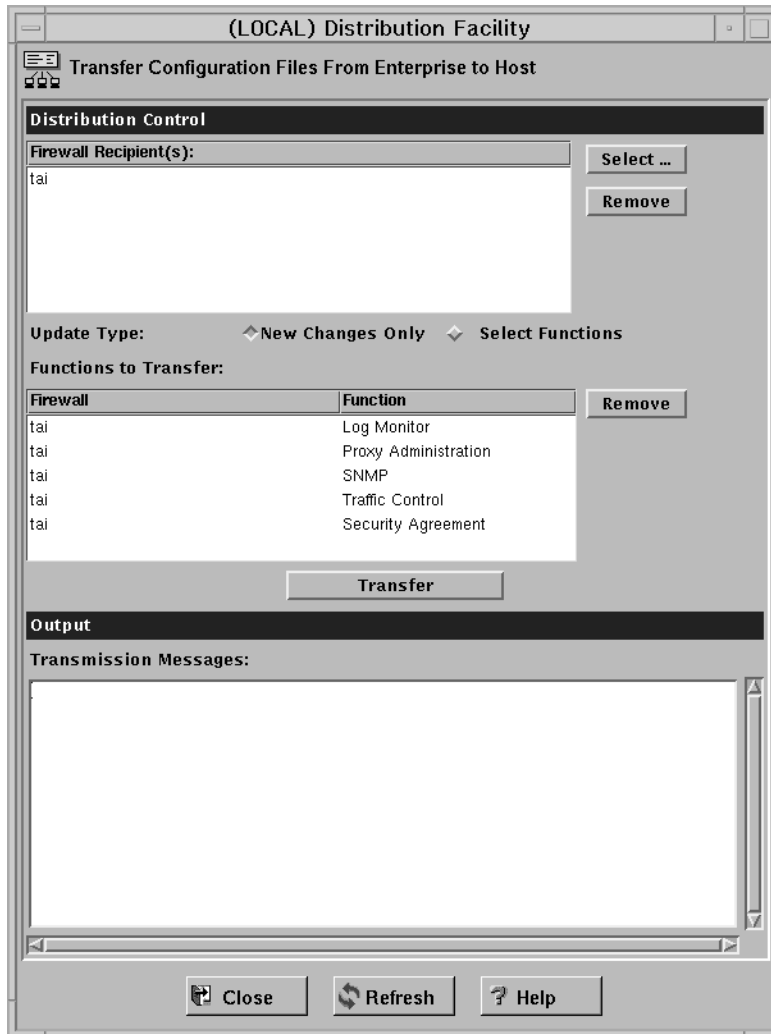 (LOCAL) Distribution Facility
Transfer Configuration Files From Enterprise to Host
Distribution Control
Firewall Recipient(s):
Select ...
tai
Remove
Update Type: New Changes Only Select Functions
Functions to Transfer:
Firewall Function
Remove
tai Log Monitor
tai Proxy Administration
tai SNMP
tai Traffic Control
tai Security Agreement
Transfer
Output
Transmission Messages:
Close Refresh ? Help